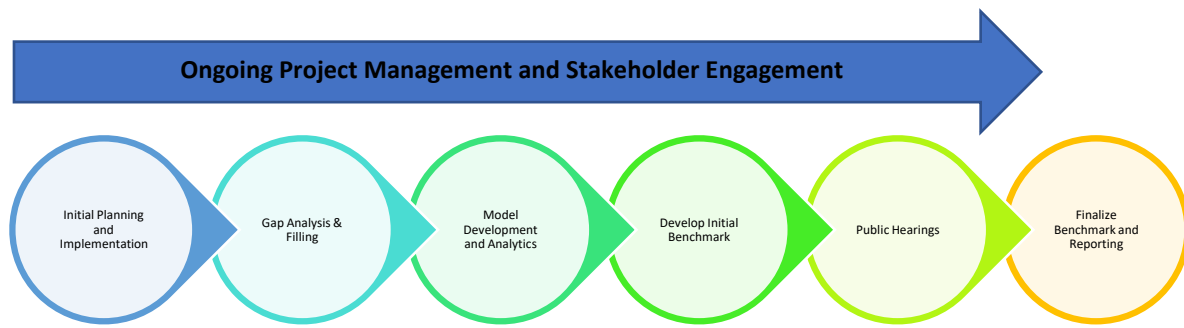 Ongoing Project Management and Stakeholder Engagement
Initial Planning
and
Implementation
Gap Analysis &
Filling
Model
Development
and Analytics
Develop Initial
Benchmark
Public Hearings
Finalize
Benchmark and
Reporting